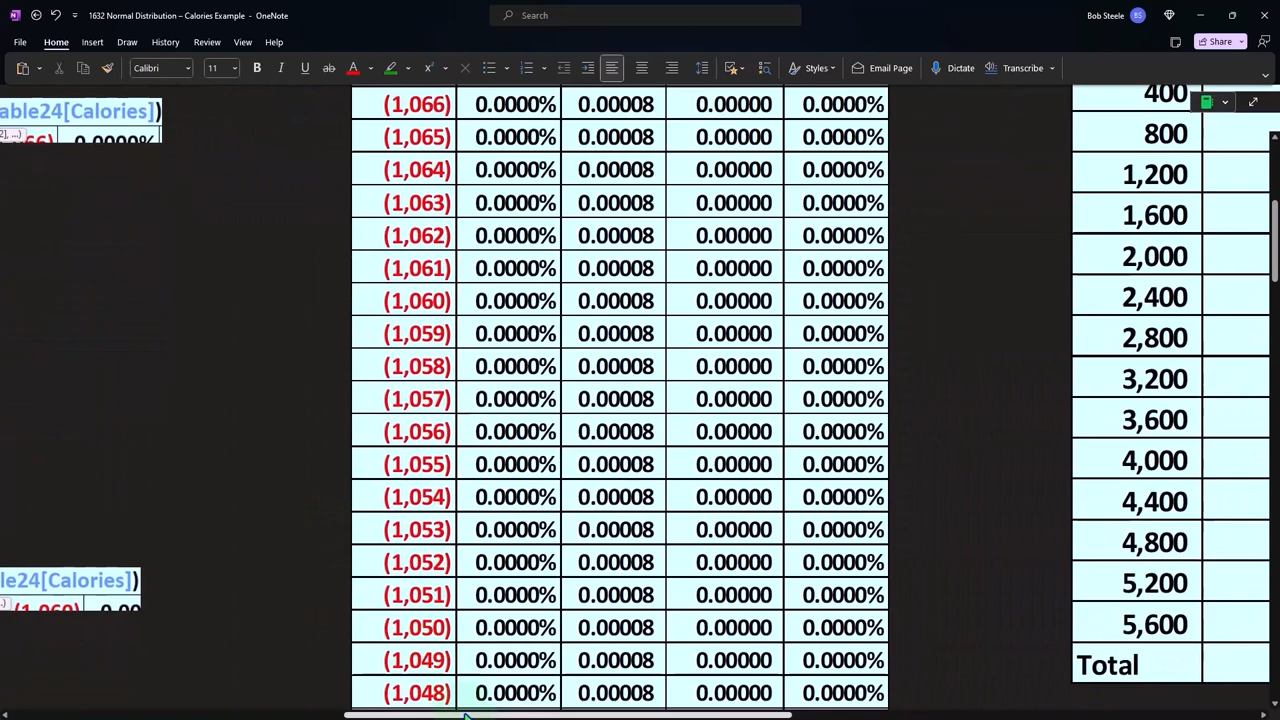 1632 Normal Distribution – Calories Example - OneNote
Search
Bob Steele
BS
File Home Insert Draw History Review View Help
Share
Calibri 11 B I U ab A x Styles Email Page Dictate Transcribe
able24[Calories])
2], ...)
0.0000%
le24[Calories])
(1,060) 0.00
(1,066) 0.0000% 0.00008 0.00000 0.0000%
(1,065) 0.0000% 0.00008 0.00000 0.0000%
(1,064) 0.0000% 0.00008 0.00000 0.0000%
(1,063) 0.0000% 0.00008 0.00000 0.0000%
(1,062) 0.0000% 0.00008 0.00000 0.0000%
(1,061) 0.0000% 0.00008 0.00000 0.0000%
(1,060) 0.0000% 0.00008 0.00000 0.0000%
(1,059) 0.0000% 0.00008 0.00000 0.0000%
(1,058) 0.0000% 0.00008 0.00000 0.0000%
(1,057) 0.0000% 0.00008 0.00000 0.0000%
(1,056) 0.0000% 0.00008 0.00000 0.0000%
(1,055) 0.0000% 0.00008 0.00000 0.0000%
(1,054) 0.0000% 0.00008 0.00000 0.0000%
(1,053) 0.0000% 0.00008 0.00000 0.0000%
(1,052) 0.0000% 0.00008 0.00000 0.0000%
(1,051) 0.0000% 0.00008 0.00000 0.0000%
(1,050) 0.0000% 0.00008 0.00000 0.0000%
(1,049) 0.0000% 0.00008 0.00000 0.0000%
(1,048) 0.0000% 0.00008 0.00000 0.0000%
400
800
1,200
1,600
2,000
2,400
2,800
3,200
3,600
4,000
4,400
4,800
5,200
5,600
Total